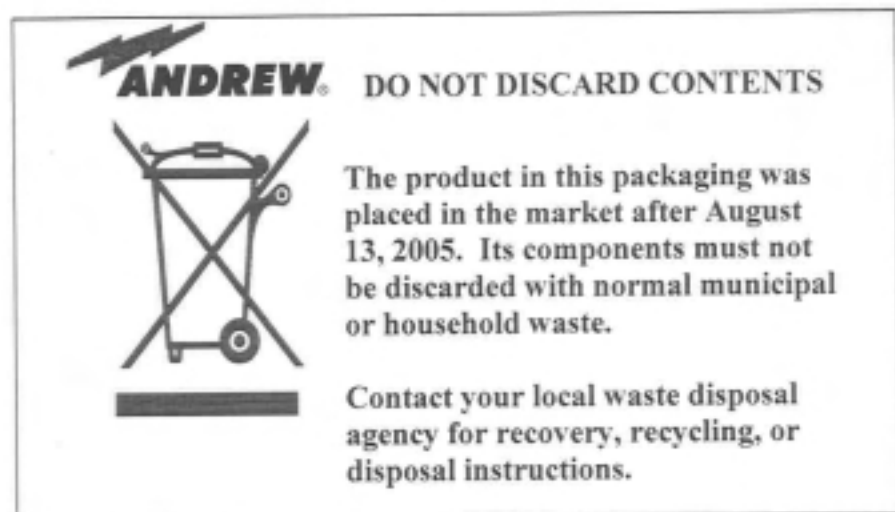 ANDREW®
DO NOT DISCARD CONTENTS
The product in this packaging was
placed in the market after August
13, 2005. Its components must not
be discarded with normal municipal
or household waste.
Contact your local waste disposal
agency for recovery, recycling, or
disposal instructions.